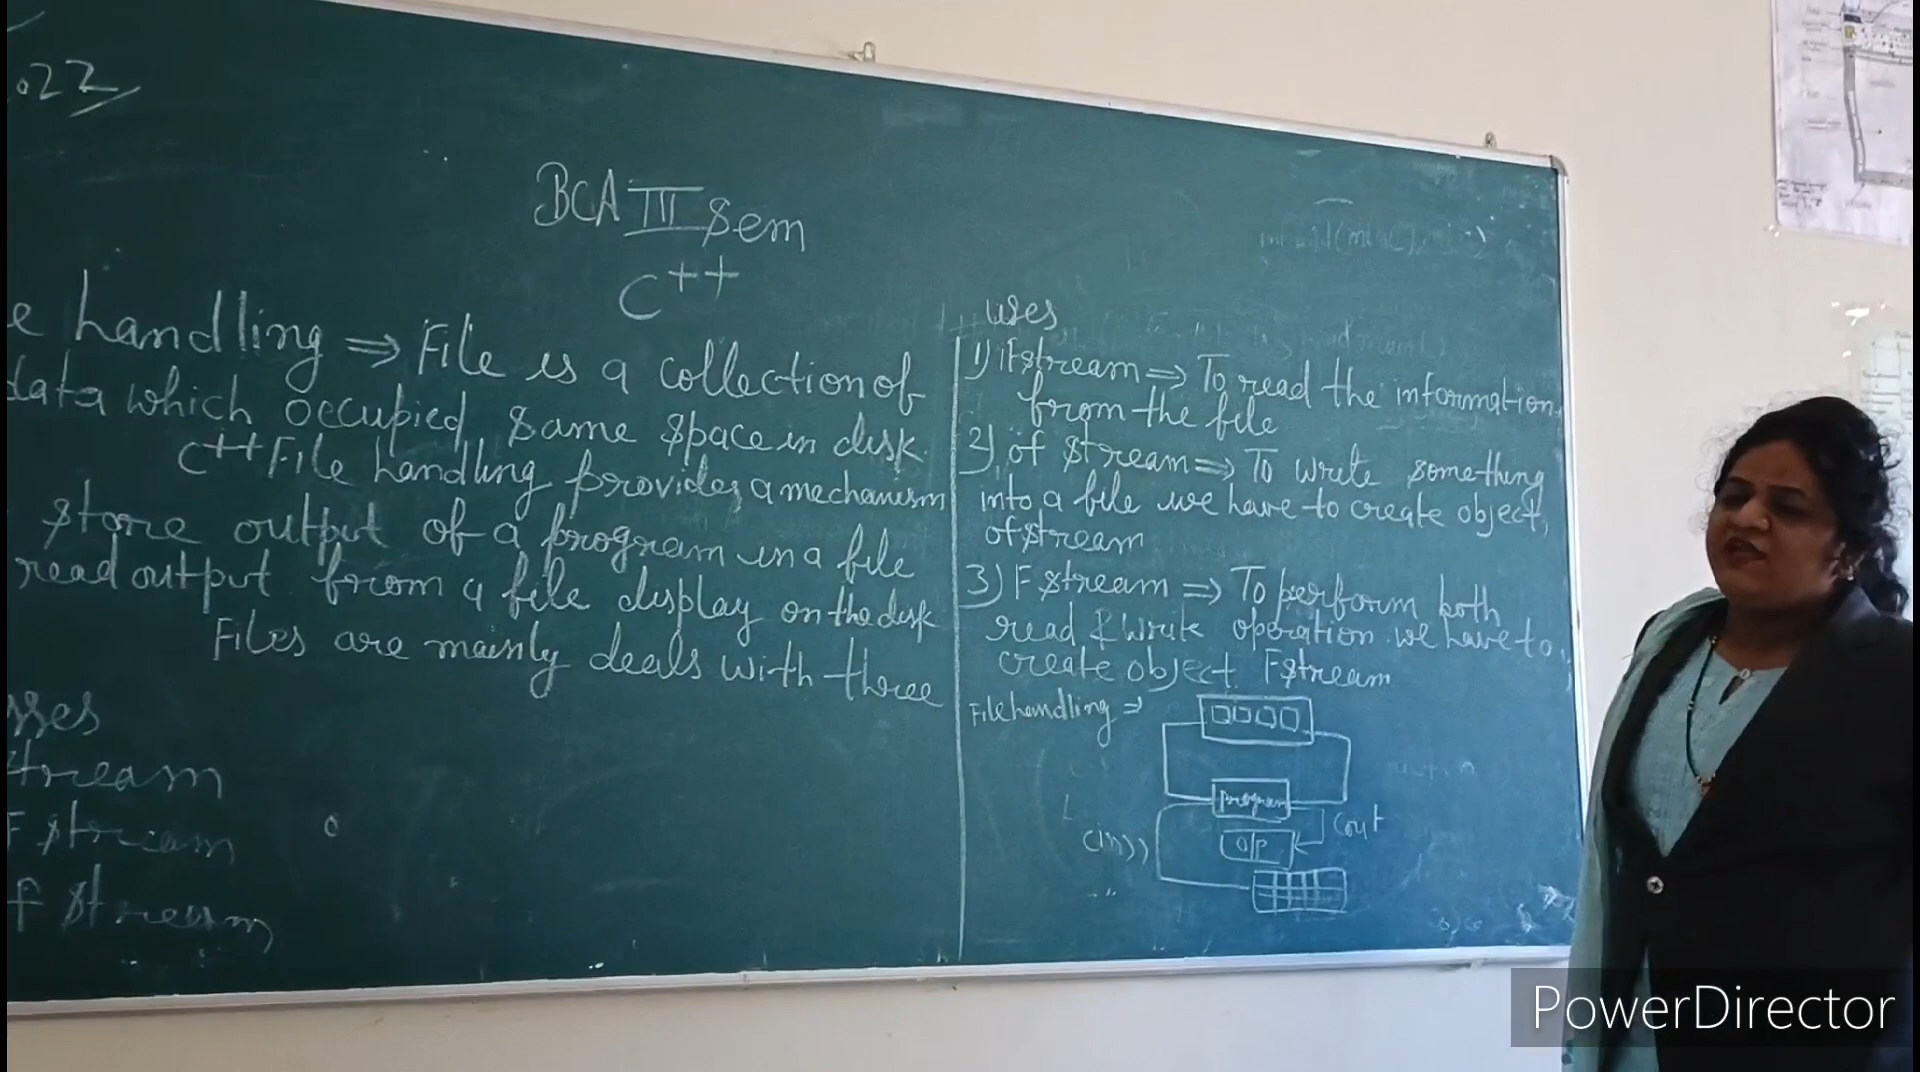 .022
BCA III sem
C++
e handling ⇒ File is a collection of
data which occupied same space in disk.
C++ File handling provides a mechanism
store output of a program in a file
read output from a file display on the disk
Files are mainly deals with three
sses
stream
Fstream
f stream
uses
1) iFstream ⇒ To read the information
from the file
2) of stream ⇒ To write something
into a file we have to create object,
ofstream
3) F stream ⇒ To perform both
read & write operation. we have to
create object Fstream
File handling ⇒
program
cout
cin>>
O/P
PowerDirector